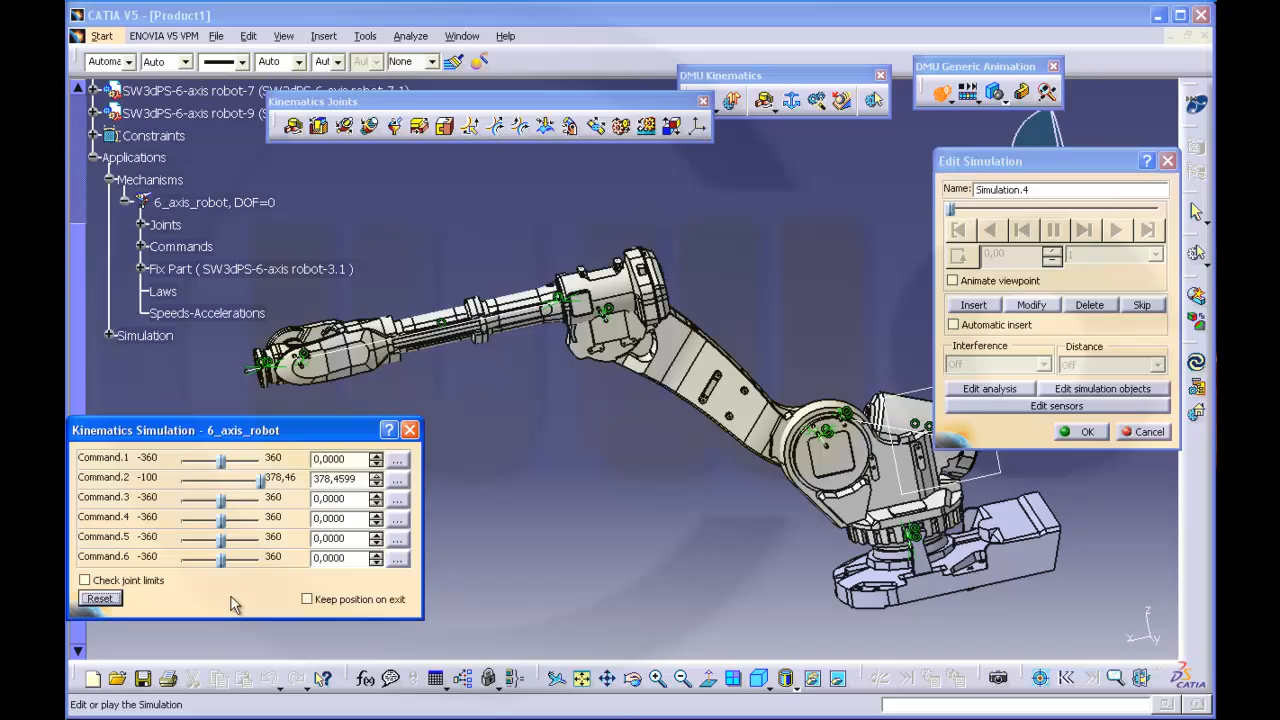 CATIA V5 - [Product1]
Start ENOVIA V5 VPM File Edit View Insert Tools Analyze Window Help
Auto Auto Aut Aut None
DMU Generic Animation
DMU Kinematics
SW3dPS-6-axis robot-7
Kinematics Joints
SW3dPS-6-axis robot-9
Constraints
Applications
Mechanisms
6_axis_robot, DOF=0
Joints
Commands
Fix Part ( SW3dPS-6-axis robot-3.1 )
Laws
Speeds-Accelerations
Simulation
Edit Simulation
Name: Simulation.4
0,00 1
Animate viewpoint
Insert Modify Delete Skip
Automatic insert
Interference Distance
Off Off
Edit analysis Edit simulation objects
Edit sensors
OK Cancel
Kinematics Simulation - 6_axis_robot
Command.1 -360 360 0,0000 ...
Command.2 -100 378,46 378,4599 ...
Command.3 -360 360 0,0000 ...
Command.4 -360 360 0,0000 ...
Command.5 -360 360 0,0000 ...
Command.6 -360 360 0,0000 ...
Check joint limits
Reset Keep position on exit
z
x y
f(x)
CATIA
Edit or play the Simulation